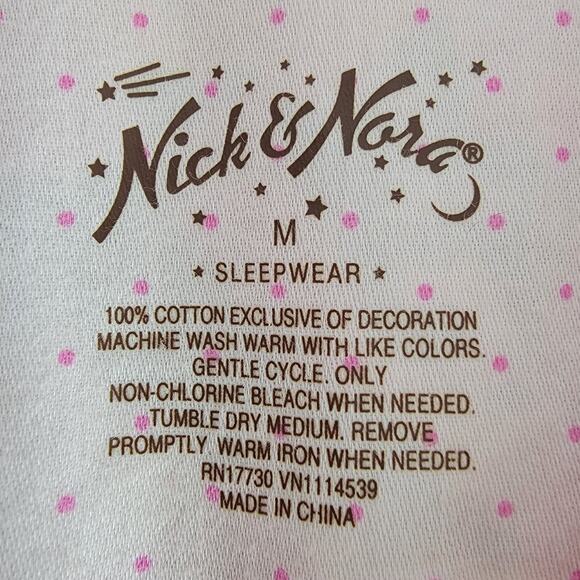 Nick & Nora®
M
★ SLEEPWEAR ★
100% COTTON EXCLUSIVE OF DECORATION
MACHINE WASH WARM WITH LIKE COLORS.
GENTLE CYCLE. ONLY
NON-CHLORINE BLEACH WHEN NEEDED.
TUMBLE DRY MEDIUM. REMOVE
PROMPTLY. WARM IRON WHEN NEEDED.
RN17730 VN1114539
MADE IN CHINA